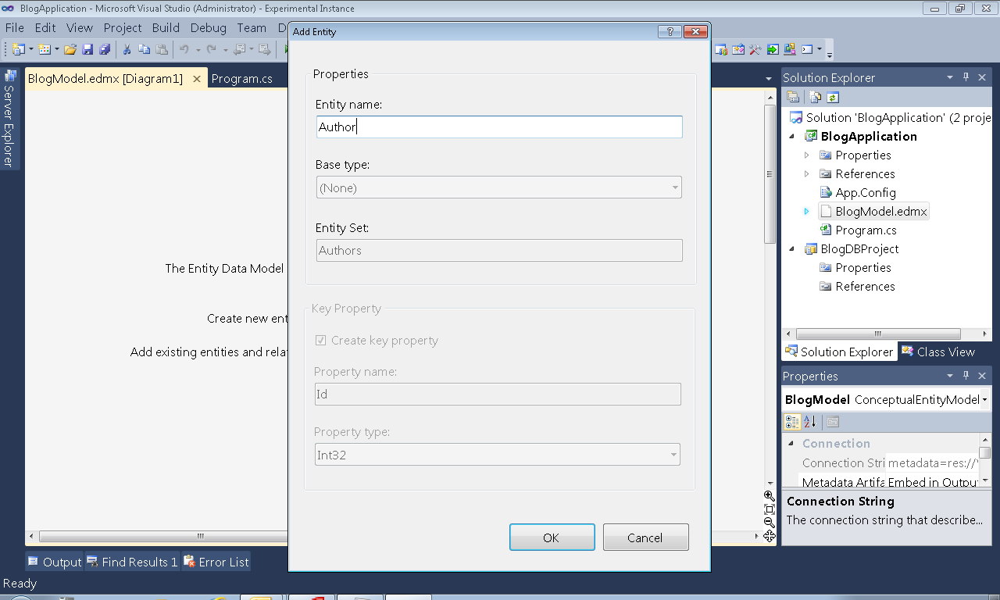 BlogApplication - Microsoft Visual Studio (Administrator) - Experimental Instance
File Edit View Project Build Debug Team D
Add Entity
BlogModel.edmx [Diagram1] Program.cs
Server Explorer
The Entity Data Model
Create new ent
Add existing entities and rela
Properties
Entity name:
Author
Base type:
(None)
Entity Set:
Authors
Key Property
Create key property
Property name:
Id
Property type:
Int32
OK Cancel
Solution Explorer
Solution 'BlogApplication' (2 proje
BlogApplication
Properties
References
App.Config
BlogModel.edmx
Program.cs
BlogDBProject
Properties
References
Solution Explorer Class View
Properties
BlogModel ConceptualEntityModel
Connection
Connection Stri metadata=res://
Metadata Artifa Embed in Outpu
Connection String
The connection string that describe...
Output Find Results 1 Error List
Ready